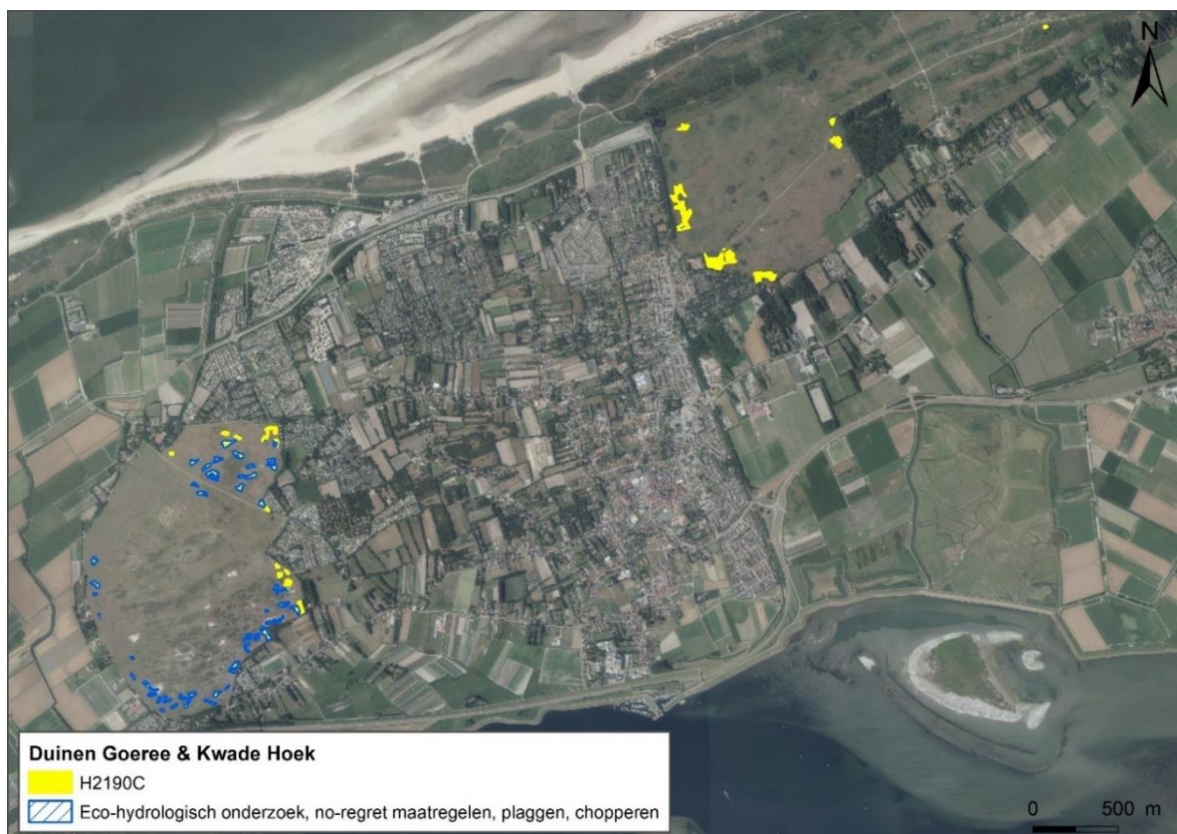 N
Duinen Goeree & Kwade Hoek
H2190C
Eco-hydrologisch onderzoek, no-regret maatregelen, plaggen, chopperen
0 500 m